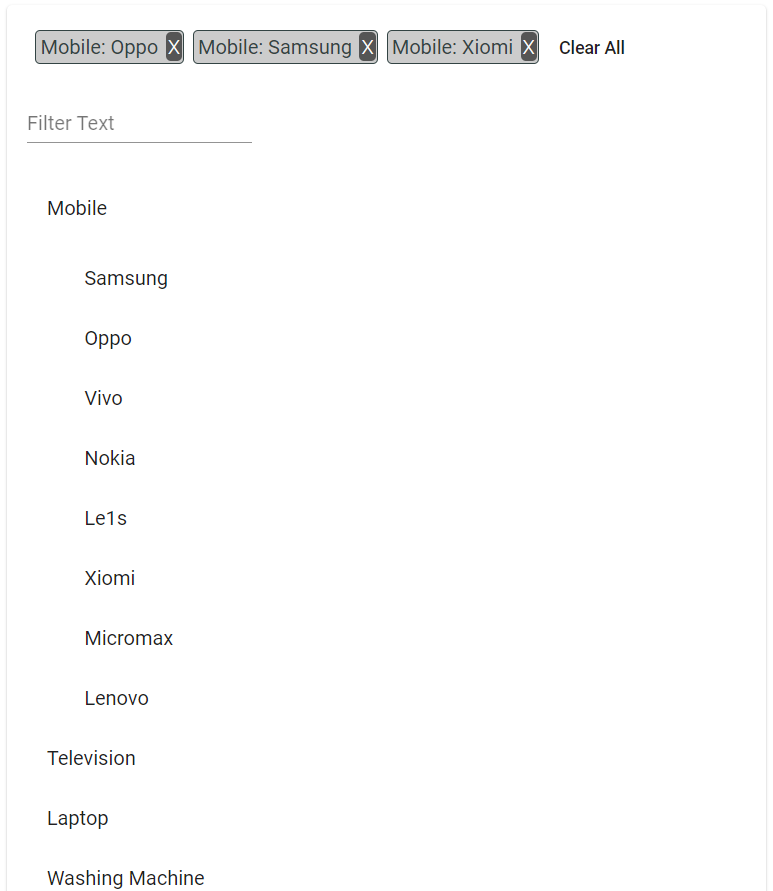 Mobile: Oppo X Mobile: Samsung X Mobile: Xiomi X Clear All
Filter Text
Mobile
Samsung
Oppo
Vivo
Nokia
Le1s
Xiomi
Micromax
Lenovo
Television
Laptop
Washing Machine